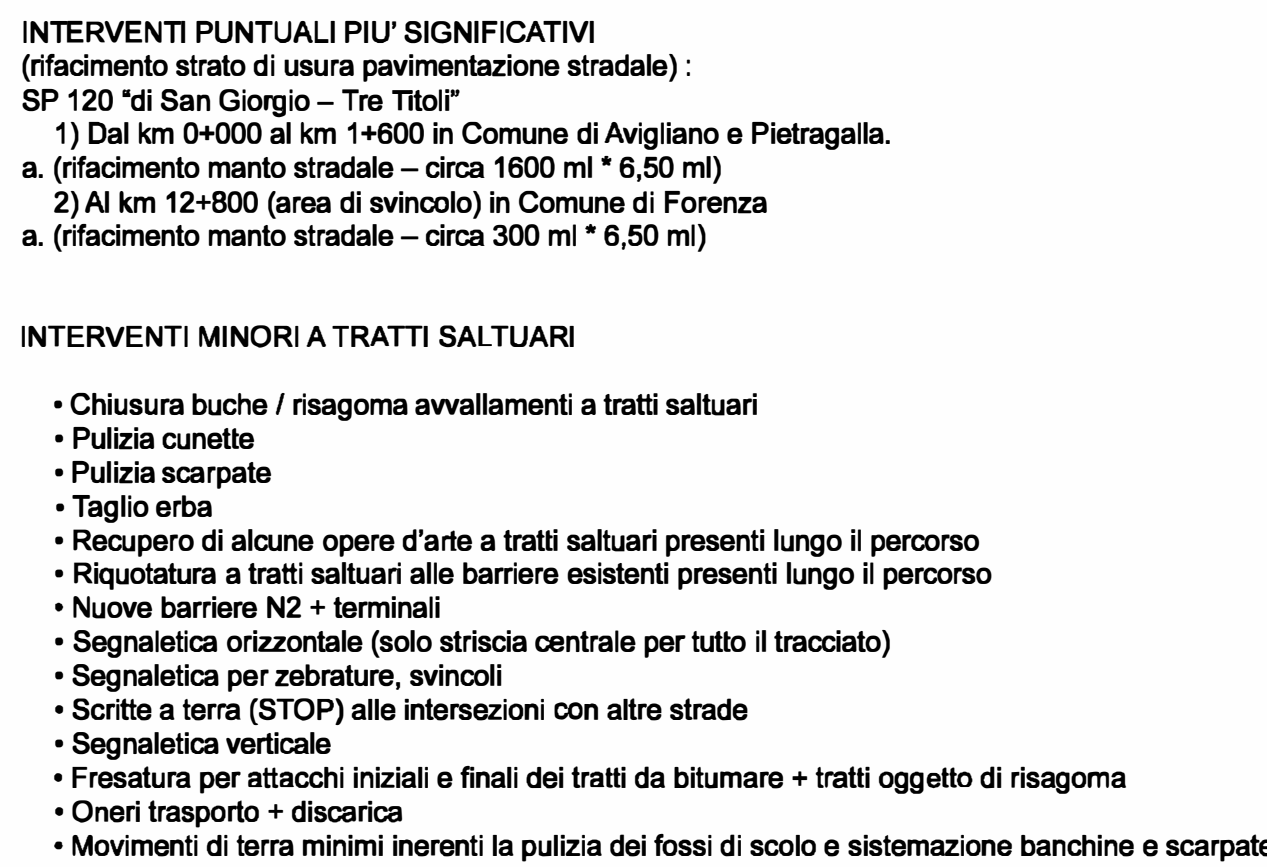 INTERVENTI PUNTUALI PIU' SIGNIFICATIVI
(rifacimento strato di usura pavimentazione stradale) :
SP 120 "di San Giorgio – Tre Titoli"
1) Dal km 0+000 al km 1+600 in Comune di Avigliano e Pietragalla.
a. (rifacimento manto stradale – circa 1600 ml * 6,50 ml)
2) Al km 12+800 (area di svincolo) in Comune di Forenza
a. (rifacimento manto stradale – circa 300 ml * 6,50 ml)
INTERVENTI MINORI A TRATTI SALTUARI
• Chiusura buche / risagoma avvallamenti a tratti saltuari
• Pulizia cunette
• Pulizia scarpate
• Taglio erba
• Recupero di alcune opere d'arte a tratti saltuari presenti lungo il percorso
• Riquotatura a tratti saltuari alle barriere esistenti presenti lungo il percorso
• Nuove barriere N2 + terminali
• Segnaletica orizzontale (solo striscia centrale per tutto il tracciato)
• Segnaletica per zebrature, svincoli
• Scritte a terra (STOP) alle intersezioni con altre strade
• Segnaletica verticale
• Fresatura per attacchi iniziali e finali dei tratti da bitumare + tratti oggetto di risagoma
• Oneri trasporto + discarica
• Movimenti di terra minimi inerenti la pulizia dei fossi di scolo e sistemazione banchine e scarpate